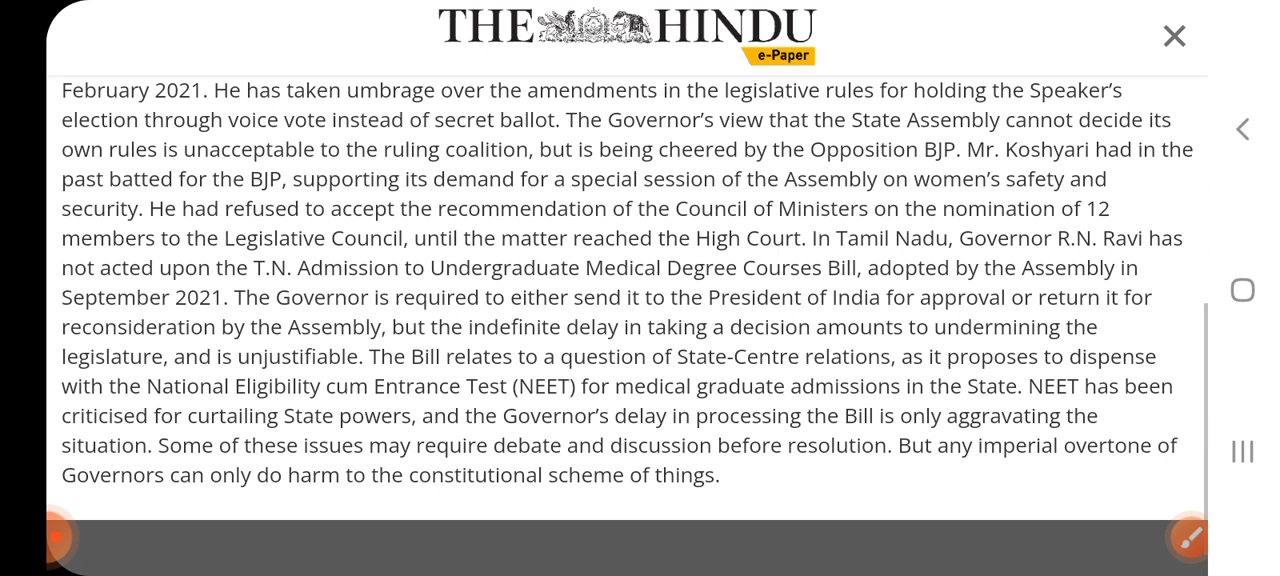 THE HINDU
e-Paper
February 2021. He has taken umbrage over the amendments in the legislative rules for holding the Speaker’s
election through voice vote instead of secret ballot. The Governor’s view that the State Assembly cannot decide its
own rules is unacceptable to the ruling coalition, but is being cheered by the Opposition BJP. Mr. Koshyari had in the
past batted for the BJP, supporting its demand for a special session of the Assembly on women’s safety and
security. He had refused to accept the recommendation of the Council of Ministers on the nomination of 12
members to the Legislative Council, until the matter reached the High Court. In Tamil Nadu, Governor R.N. Ravi has
not acted upon the T.N. Admission to Undergraduate Medical Degree Courses Bill, adopted by the Assembly in
September 2021. The Governor is required to either send it to the President of India for approval or return it for
reconsideration by the Assembly, but the indefinite delay in taking a decision amounts to undermining the
legislature, and is unjustifiable. The Bill relates to a question of State-Centre relations, as it proposes to dispense
with the National Eligibility cum Entrance Test (NEET) for medical graduate admissions in the State. NEET has been
criticised for curtailing State powers, and the Governor’s delay in processing the Bill is only aggravating the
situation. Some of these issues may require debate and discussion before resolution. But any imperial overtone of
Governors can only do harm to the constitutional scheme of things.